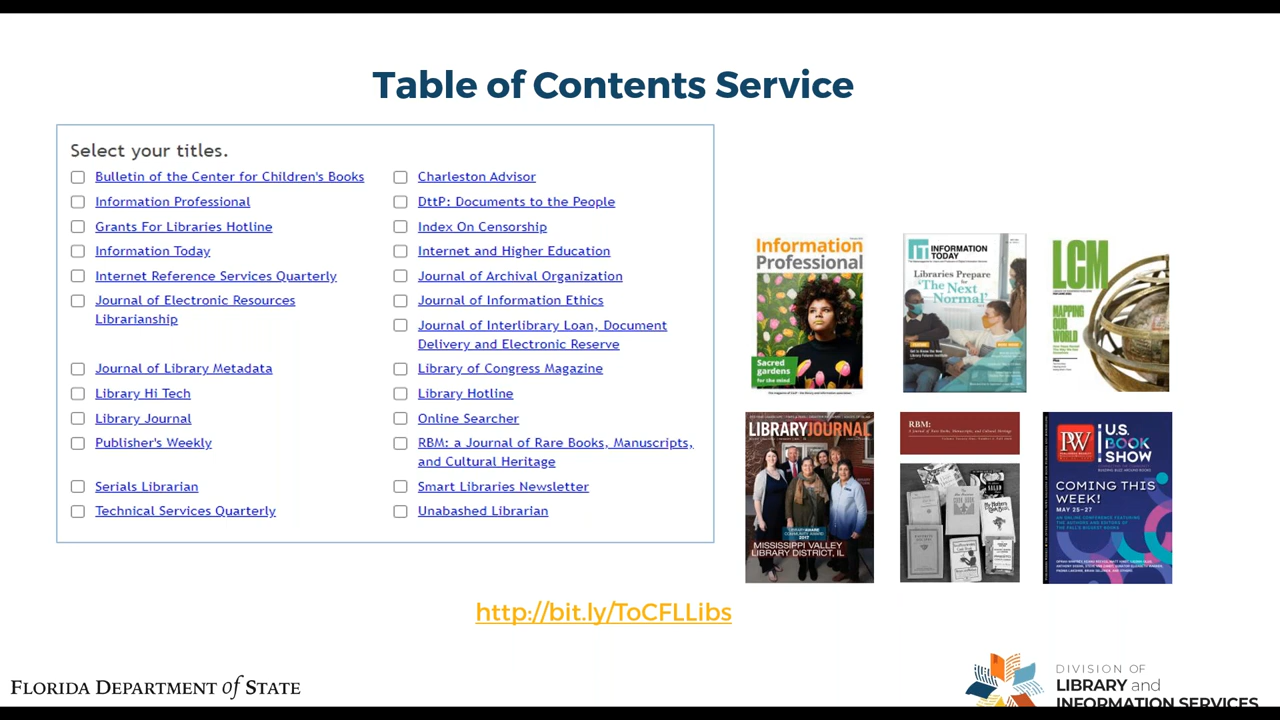 Table of Contents Service
Select your titles.
Bulletin of the Center for Children's Books
Information Professional
Grants For Libraries Hotline
Information Today
Internet Reference Services Quarterly
Journal of Electronic Resources
Librarianship
Journal of Library Metadata
Library Hi Tech
Library Journal
Publisher's Weekly
Serials Librarian
Technical Services Quarterly
Charleston Advisor
DttP: Documents to the People
Index On Censorship
Internet and Higher Education
Journal of Archival Organization
Journal of Information Ethics
Journal of Interlibrary Loan, Document
Delivery and Electronic Reserve
Library of Congress Magazine
Library Hotline
Online Searcher
RBM: a Journal of Rare Books, Manuscripts,
and Cultural Heritage
Smart Libraries Newsletter
Unabashed Librarian
Information
Professional
Sacred
gardens
for the mind
IT INFORMATION
TODAY
Libraries Prepare
for
'The Next
Normal'
LCM
MAPPING
OUR
WORLD
LIBRARYJOURNAL
MISSISSIPPI VALLEY
LIBRARY DISTRICT, IL
RBM:
PW
U.S.
BOOK
SHOW
COMING THIS
WEEK!
MAY 25–27
http://bit.ly/ToCFLLibs
FLORIDA DEPARTMENT of STATE
DIVISION OF
LIBRARY and
INFORMATION SERVICES